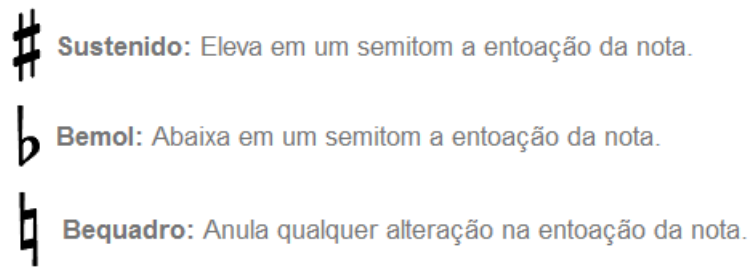 ♯ Sustenido: Eleva em um semitom a entoação da nota.
♭ Bemol: Abaixa em um semitom a entoação da nota.
♮ Bequadro: Anula qualquer alteração na entoação da nota.